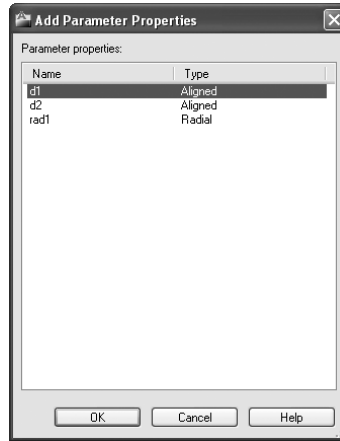 Add Parameter Properties
Parameter properties:
Name Type
d1 Aligned
d2 Aligned
rad1 Radial
OK Cancel Help